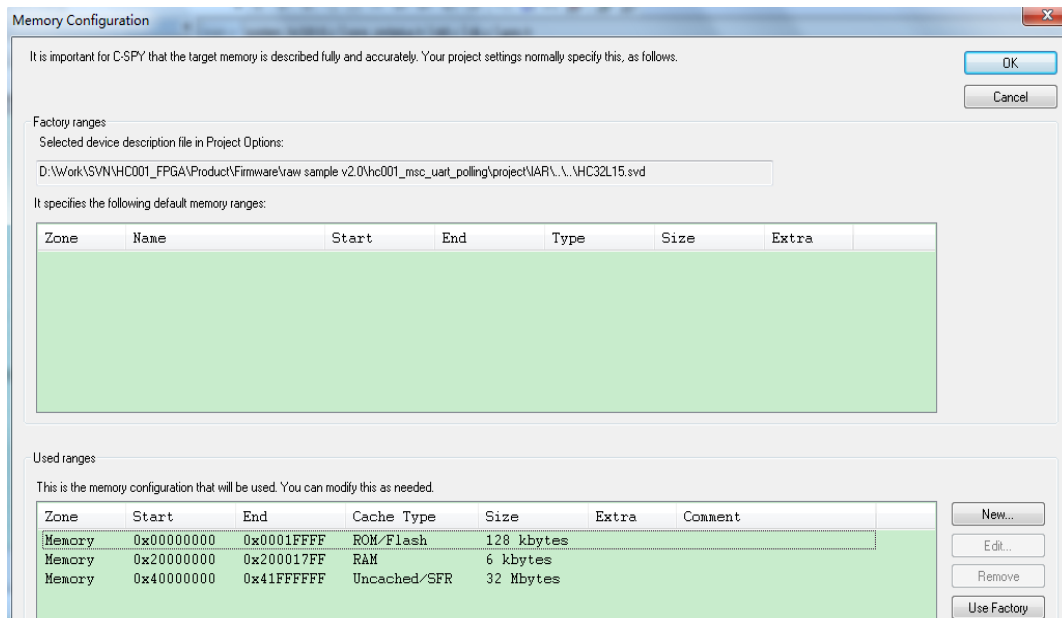 Memory Configuration
It is important for C-SPY that the target memory is described fully and accurately. Your project settings normally specify this, as follows.
OK
Cancel
Factory ranges
Selected device description file in Project Options:
D:\Work\SVN\HC001_FPGA\Product\Firmware\raw sample v2.0\hc001_msc_uart_polling\project\IAR\..\..\HC32L15.svd
It specifies the following default memory ranges:
Zone Name Start End Type Size Extra
Used ranges
This is the memory configuration that will be used. You can modify this as needed.
Zone Start End Cache Type Size Extra Comment
Memory 0x00000000 0x0001FFFF ROM/Flash 128 kbytes
Memory 0x20000000 0x200017FF RAM 6 kbytes
Memory 0x40000000 0x41FFFFFF Uncached/SFR 32 Mbytes
New...
Edit...
Remove
Use Factory